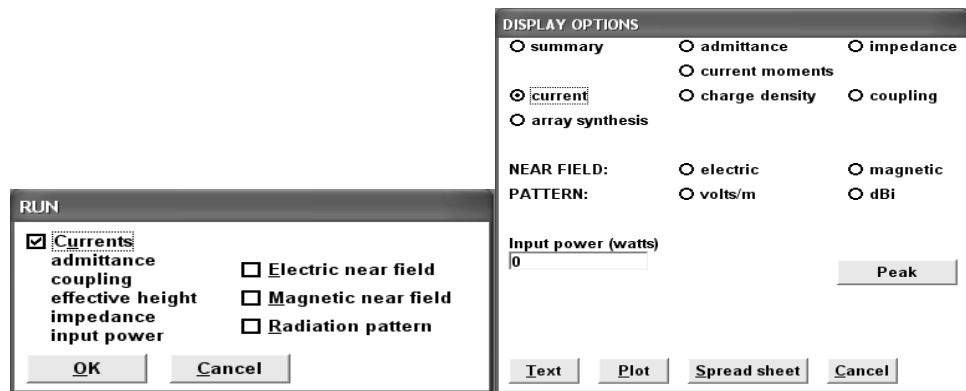 RUN
Currents
admittance
coupling
effective height
impedance
input power
Electric near field
Magnetic near field
Radiation pattern
OK Cancel
DISPLAY OPTIONS
summary admittance impedance
current moments
current charge density coupling
array synthesis
NEAR FIELD: electric magnetic
PATTERN: volts/m dBi
Input power (watts)
0
Peak
Text Plot Spread sheet Cancel